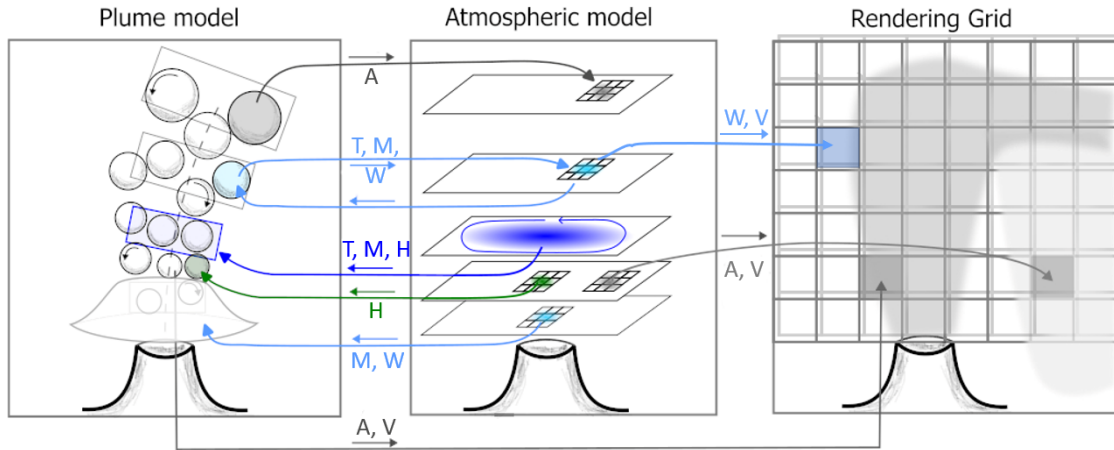 Plume model
Atmospheric model
Rendering Grid
A
T, M,
W
W, V
T, M, H
A, V
H
M, W
A, V